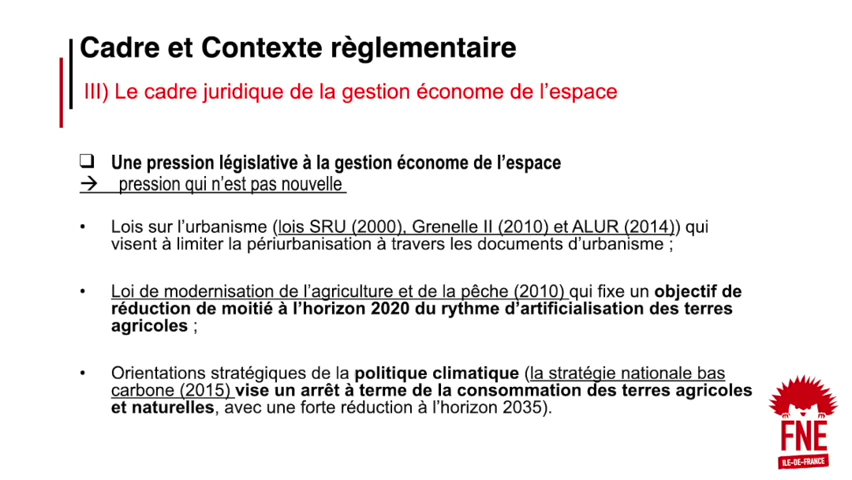 Cadre et Contexte règlementaire
III) Le cadre juridique de la gestion économe de l’espace
❑ Une pression législative à la gestion économe de l’espace
→ pression qui n’est pas nouvelle
• Lois sur l’urbanisme (lois SRU (2000), Grenelle II (2010) et ALUR (2014)) qui
visent à limiter la périurbanisation à travers les documents d’urbanisme ;
• Loi de modernisation de l’agriculture et de la pêche (2010) qui fixe un objectif de
réduction de moitié à l’horizon 2020 du rythme d’artificialisation des terres
agricoles ;
• Orientations stratégiques de la politique climatique (la stratégie nationale bas
carbone (2015) vise un arrêt à terme de la consommation des terres agricoles
et naturelles, avec une forte réduction à l’horizon 2035).
FNE
ILE-DE-FRANCE